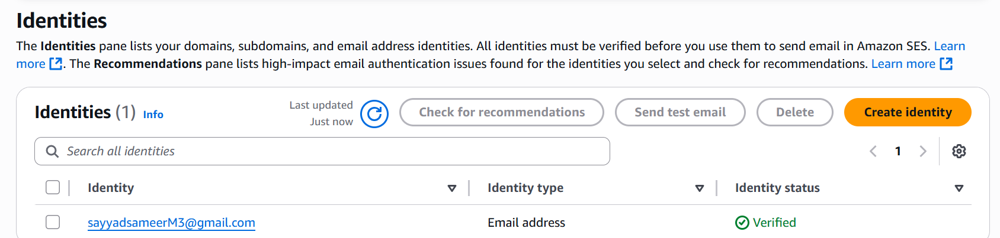 Identities
The Identities pane lists your domains, subdomains, and email address identities. All identities must be verified before you use them to send email in Amazon SES. Learn
more. The Recommendations pane lists high-impact email authentication issues found for the identities you select and check for recommendations. Learn more
Identities (1) Info
Last updated
Just now
Check for recommendations
Send test email
Delete
Create identity
Search all identities
1
Identity
Identity type
Identity status
sayyadsameerM3@gmail.com
Email address
Verified